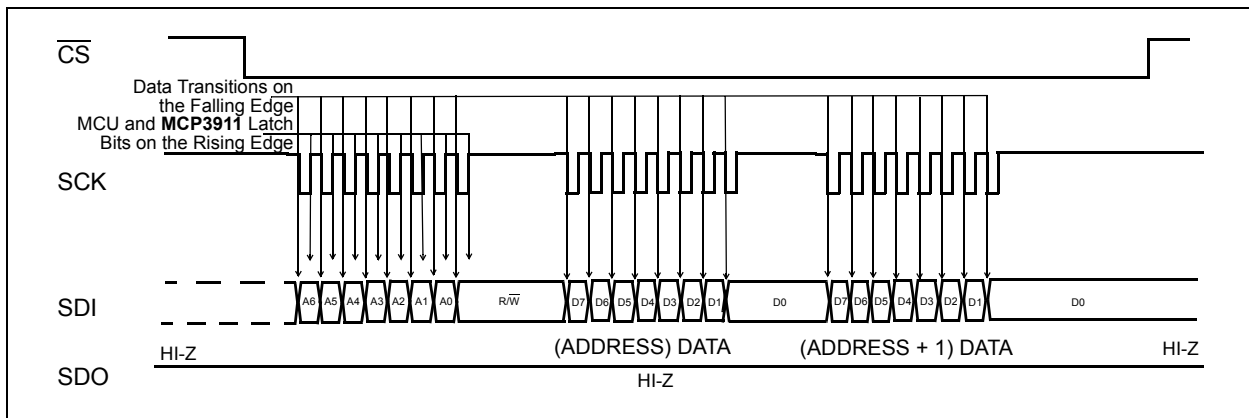 CS
Data Transitions on
the Falling Edge
MCU and MCP3911 Latch
Bits on the Rising Edge
SCK
SDI
A6 A5 A4 A3 A2 A1 A0 R/W D7 D6 D5 D4 D3 D2 D1 D0 D7 D6 D5 D4 D3 D2 D1 D0
(ADDRESS) DATA (ADDRESS + 1) DATA
HI-Z HI-Z
SDO
HI-Z